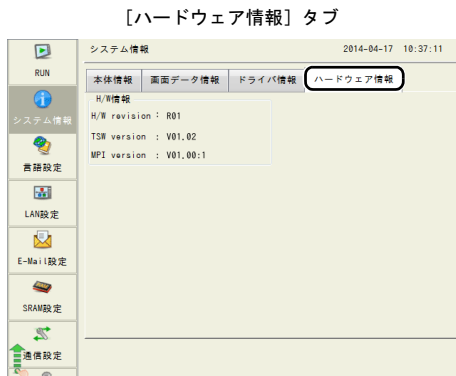 [ハードウェア情報] タブ
システム情報 2014-04-17 10:37:11
RUN
本体情報 画面データ情報 ドライバ情報 ハードウェア情報
H/W情報
H/W revision : R01
システム情報
TSW version : V01.02
MPI version : V01.00:1
言語設定
LAN設定
E-Mail設定
SRAM設定
通信設定